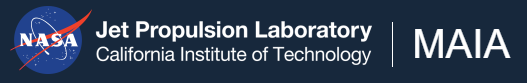 NASA
Jet Propulsion Laboratory
California Institute of Technology
MAIA